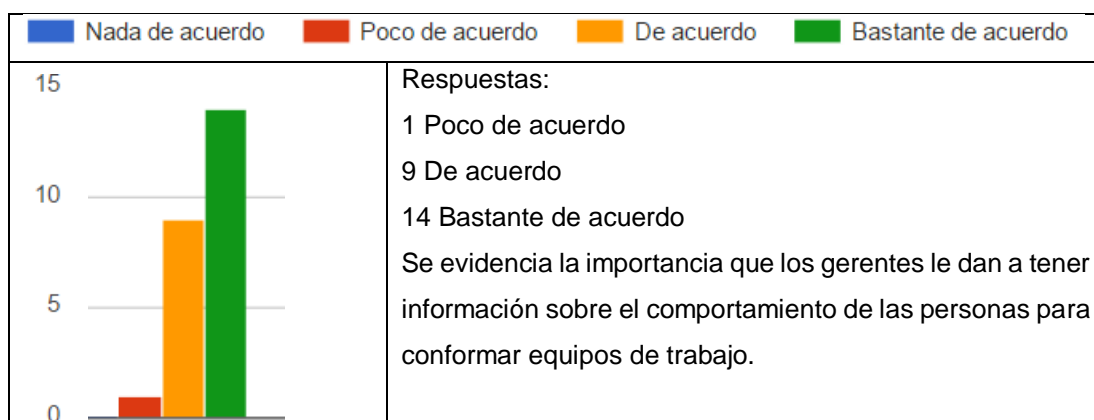 Nada de acuerdo Poco de acuerdo De acuerdo Bastante de acuerdo
15
10
5
0
Respuestas:
1 Poco de acuerdo
9 De acuerdo
14 Bastante de acuerdo
Se evidencia la importancia que los gerentes le dan a tener
información sobre el comportamiento de las personas para
conformar equipos de trabajo.